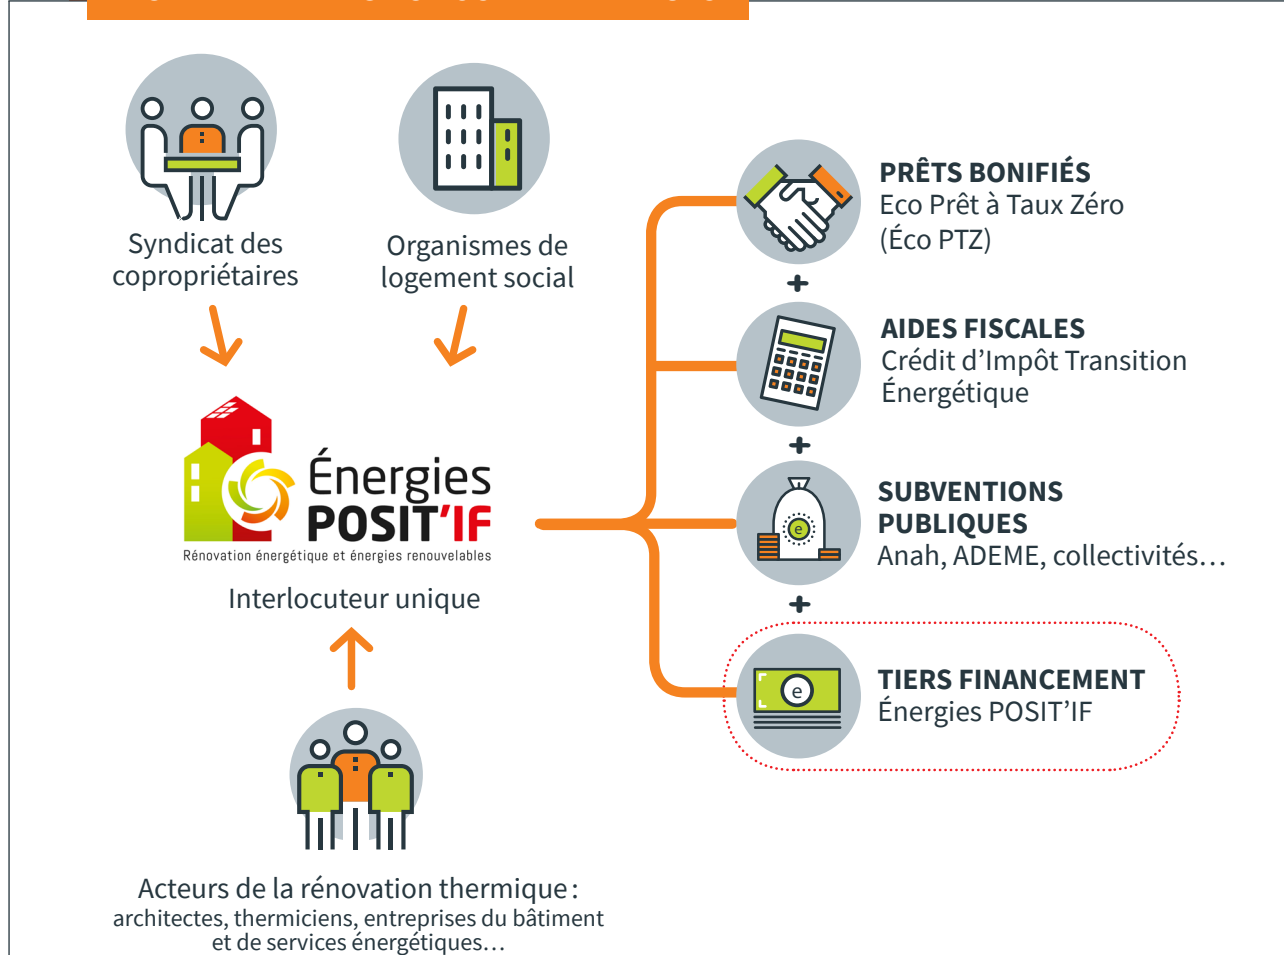 Syndicat des
copropriétaires
Organismes de
logement social
Énergies
POSIT'IF
Rénovation énergétique et énergies renouvelables
Interlocuteur unique
Acteurs de la rénovation thermique :
architectes, thermiciens, entreprises du bâtiment
et de services énergétiques…
PRÊTS BONIFIÉS
Eco Prêt à Taux Zéro
(Éco PTZ)
+
AIDES FISCALES
Crédit d’Impôt Transition
Énergétique
+
SUBVENTIONS
PUBLIQUES
Anah, ADEME, collectivités…
e
+
TIERS FINANCEMENT
Énergies POSIT’IF
e